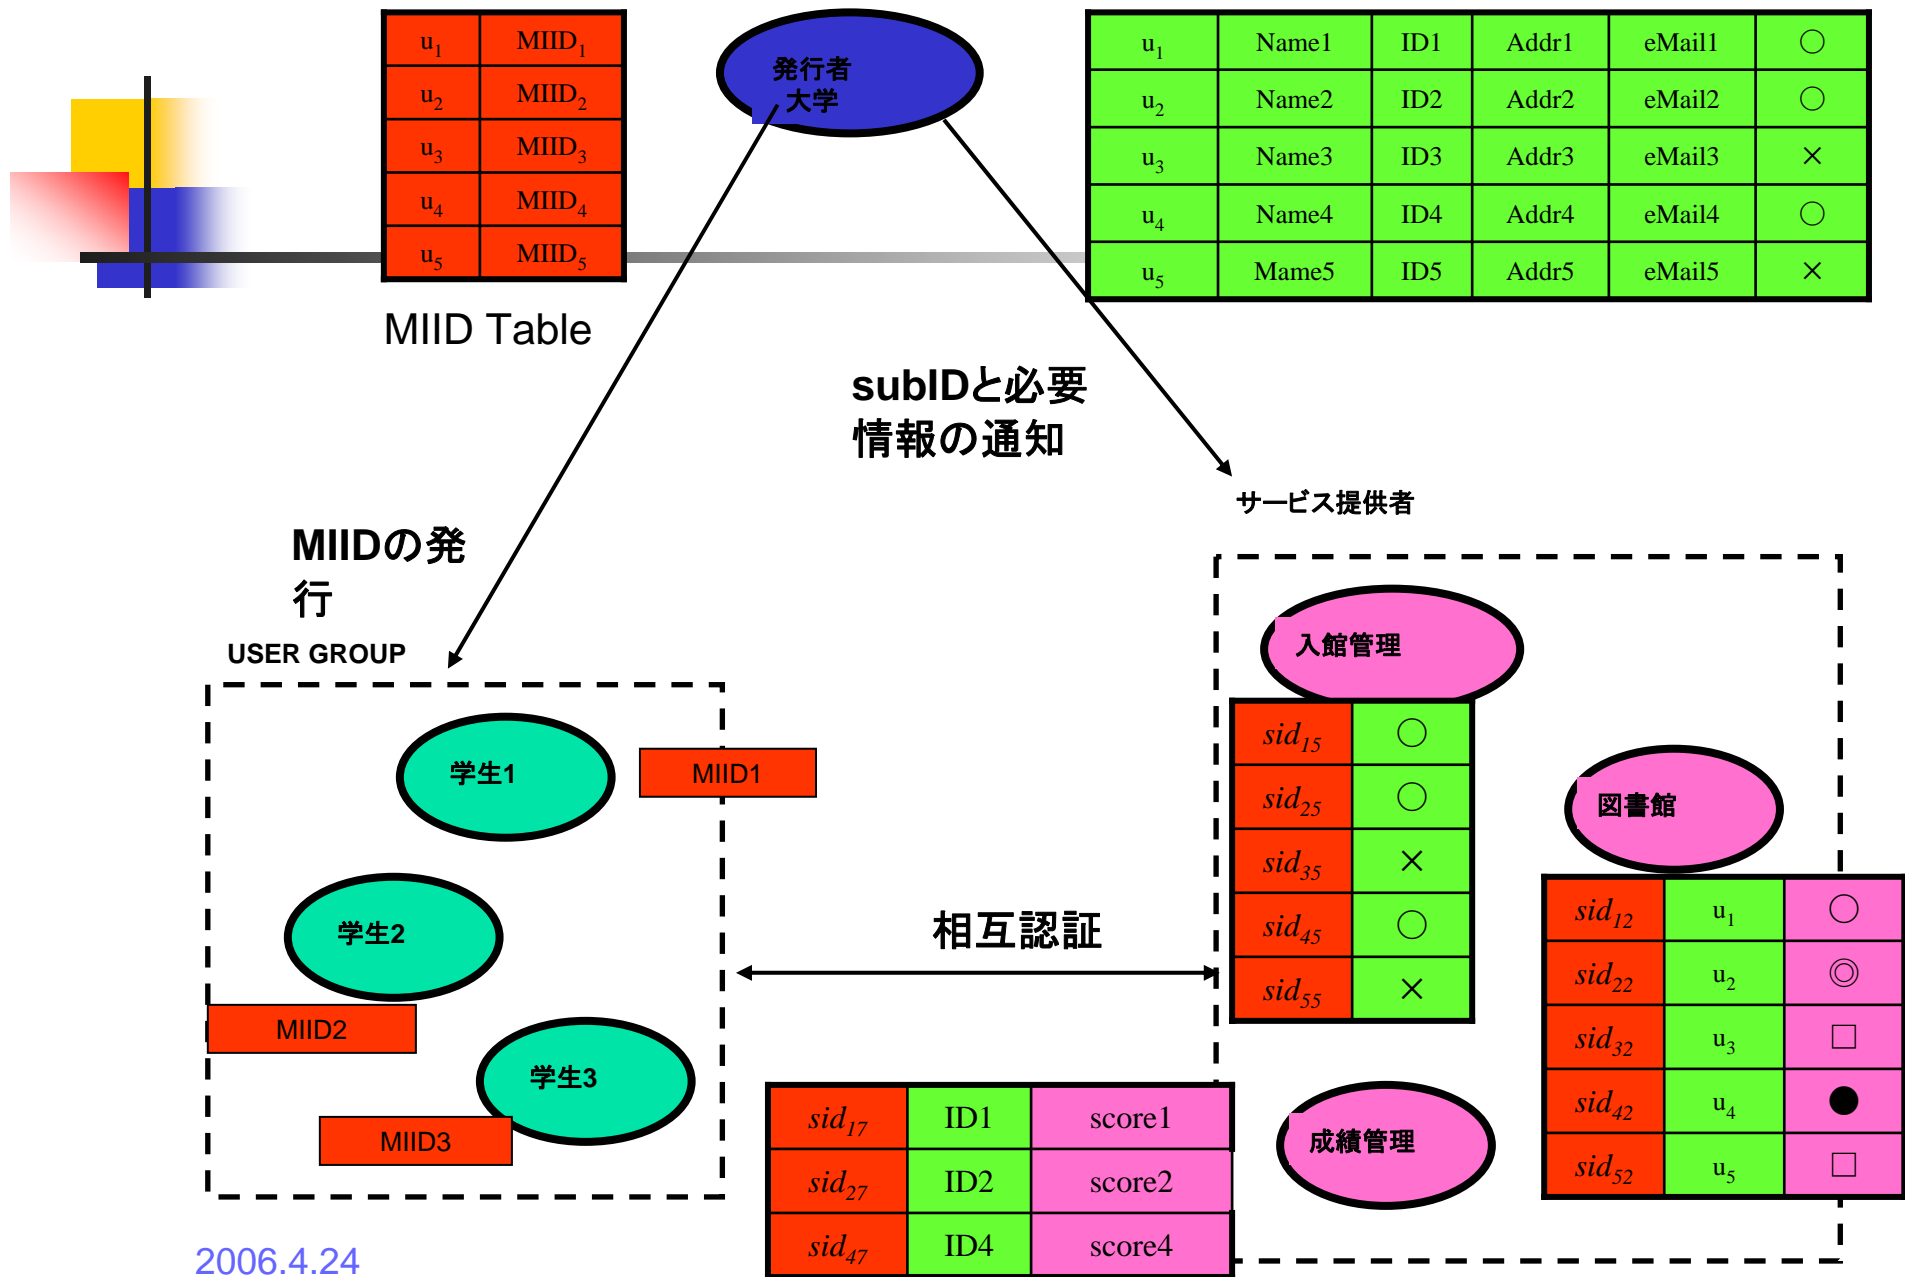 u1 MIID1
u2 MIID2
u3 MIID3
u4 MIID4
u5 MIID5
MIID Table
発行者
大学
u1 Name1 ID1 Addr1 eMail1 ○
u2 Name2 ID2 Addr2 eMail2 ○
u3 Name3 ID3 Addr3 eMail3 ×
u4 Name4 ID4 Addr4 eMail4 ○
u5 Mame5 ID5 Addr5 eMail5 ×
subIDと必要
情報の通知
サービス提供者
MIIDの発
行
USER GROUP
学生1
MIID1
学生2
MIID2
学生3
MIID3
相互認証
入館管理
sid15 ○
sid25 ○
sid35 ×
sid45 ○
sid55 ×
図書館
sid12 u1 ○
sid22 u2 ◎
sid32 u3 □
sid42 u4 ●
sid52 u5 □
成績管理
sid17 ID1 score1
sid27 ID2 score2
sid47 ID4 score4
2006.4.24